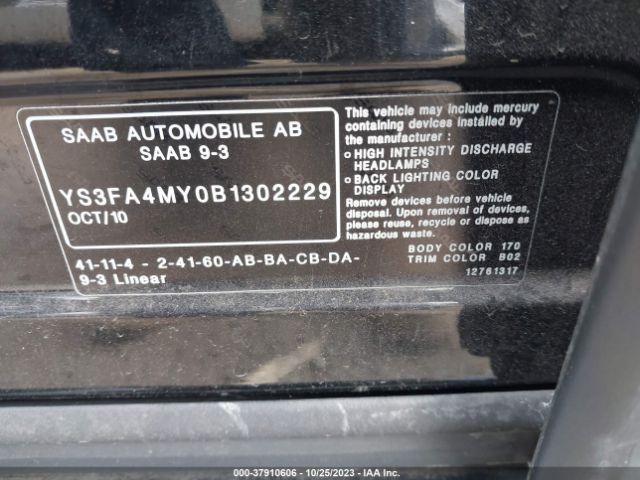 SAAB AUTOMOBILE AB
SAAB 9-3
YS3FA4MY0B1302229
OCT/10
41-11-4 - 2-41-60-AB-BA-CB-DA-
9-3 Linear
This vehicle may include mercury
containing devices installed by
the manufacturer :
o HIGH INTENSITY DISCHARGE
HEADLAMPS
o BACK LIGHTING COLOR
DISPLAY
Remove devices before vehicle
disposal. Upon removal of devices,
please reuse, recycle or dispose as
hazardous waste.
BODY COLOR 170
TRIM COLOR B02
12761317
000-37910606 - 10/25/2023 - IAA Inc.